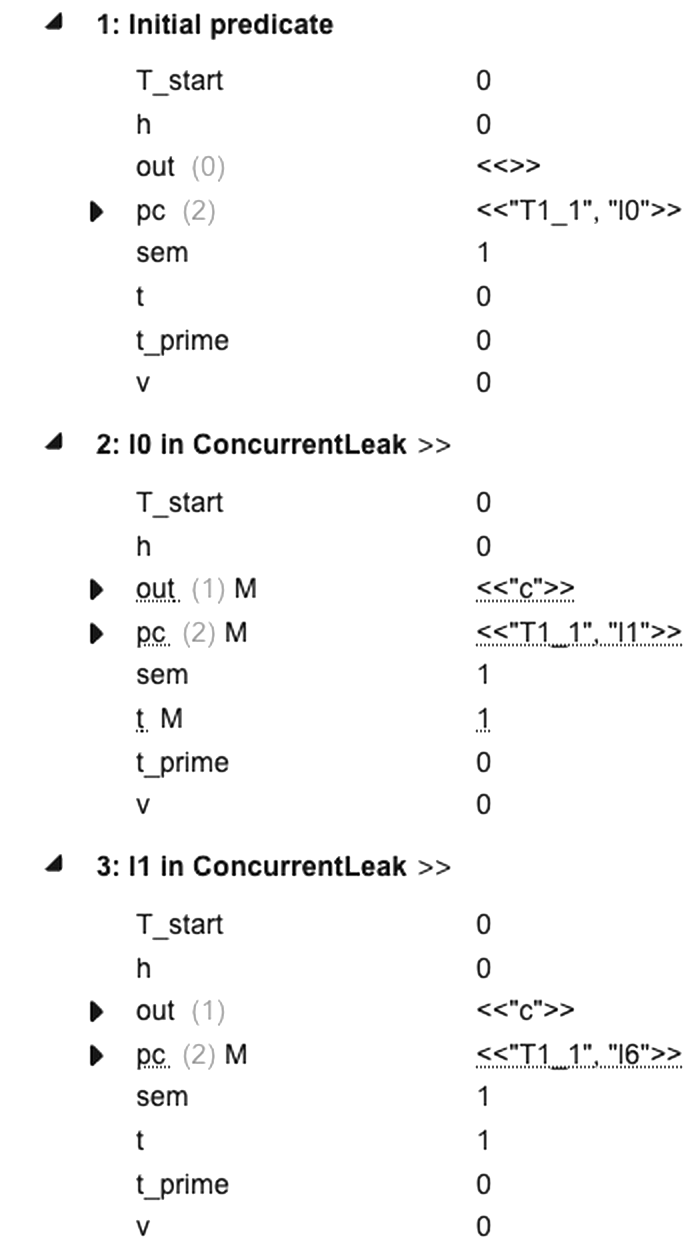 1: Initial predicate
T_start 0
h 0
out (0) <<>>
pc (2) <<"T1_1", "l0">>
sem 1
t 0
t_prime 0
v 0
2: l0 in ConcurrentLeak >>
T_start 0
h 0
out (1) M <<"c">>
pc (2) M <<"T1_1", "l1">>
sem 1
t M 1
t_prime 0
v 0
3: l1 in ConcurrentLeak >>
T_start 0
h 0
out (1) <<"c">>
pc (2) M <<"T1_1", "l6">>
sem 1
t 1
t_prime 0
v 0